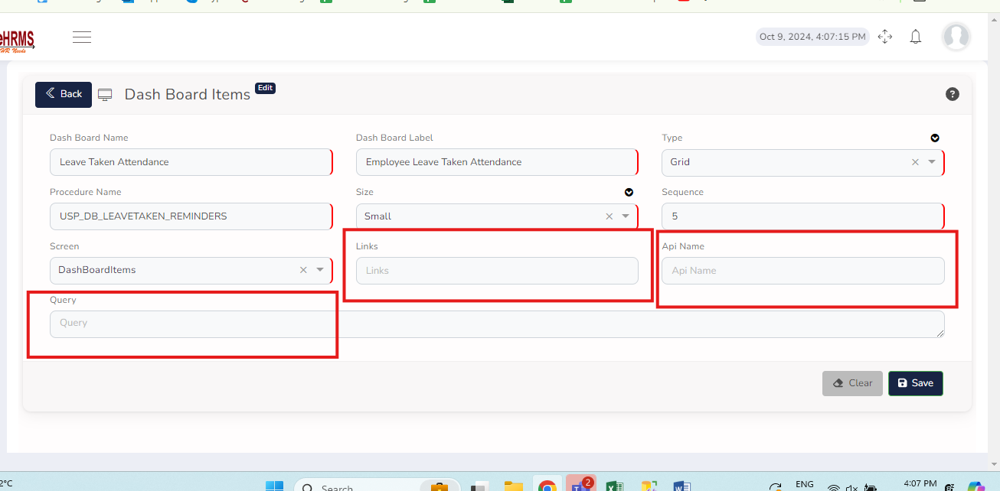 eHRMS
HR Needs
Oct 9, 2024, 4:07:15 PM
Back
Dash Board Items
Edit
Dash Board Name
Dash Board Label
Type
Leave Taken Attendance
Employee Leave Taken Attendance
Grid
Procedure Name
Size
Sequence
USP_DB_LEAVETAKEN_REMINDERS
Small
5
Screen
Links
Api Name
DashBoardItems
Links
Api Name
Query
Query
Clear
Save
2°C
Search
2
ENG
4:07 PM